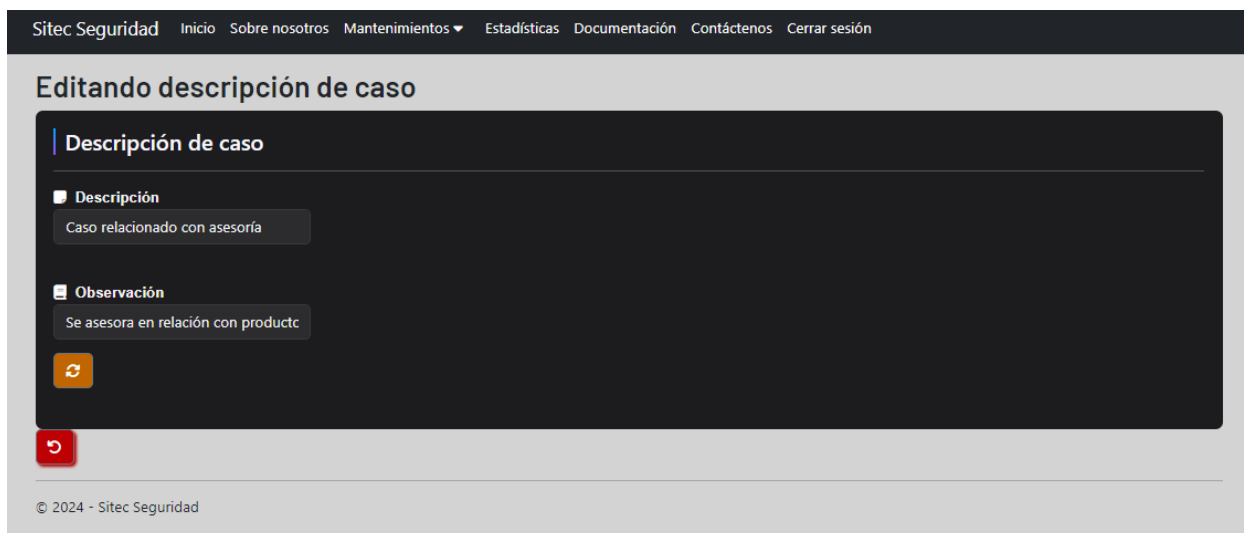 Sitec Seguridad Inicio Sobre nosotros Mantenimientos Estadísticas Documentación Contáctenos Cerrar sesión
Editando descripción de caso
Descripción de caso
Descripción
Caso relacionado con asesoría
Observación
Se asesora en relación con
© 2024 - Sitec Seguridad